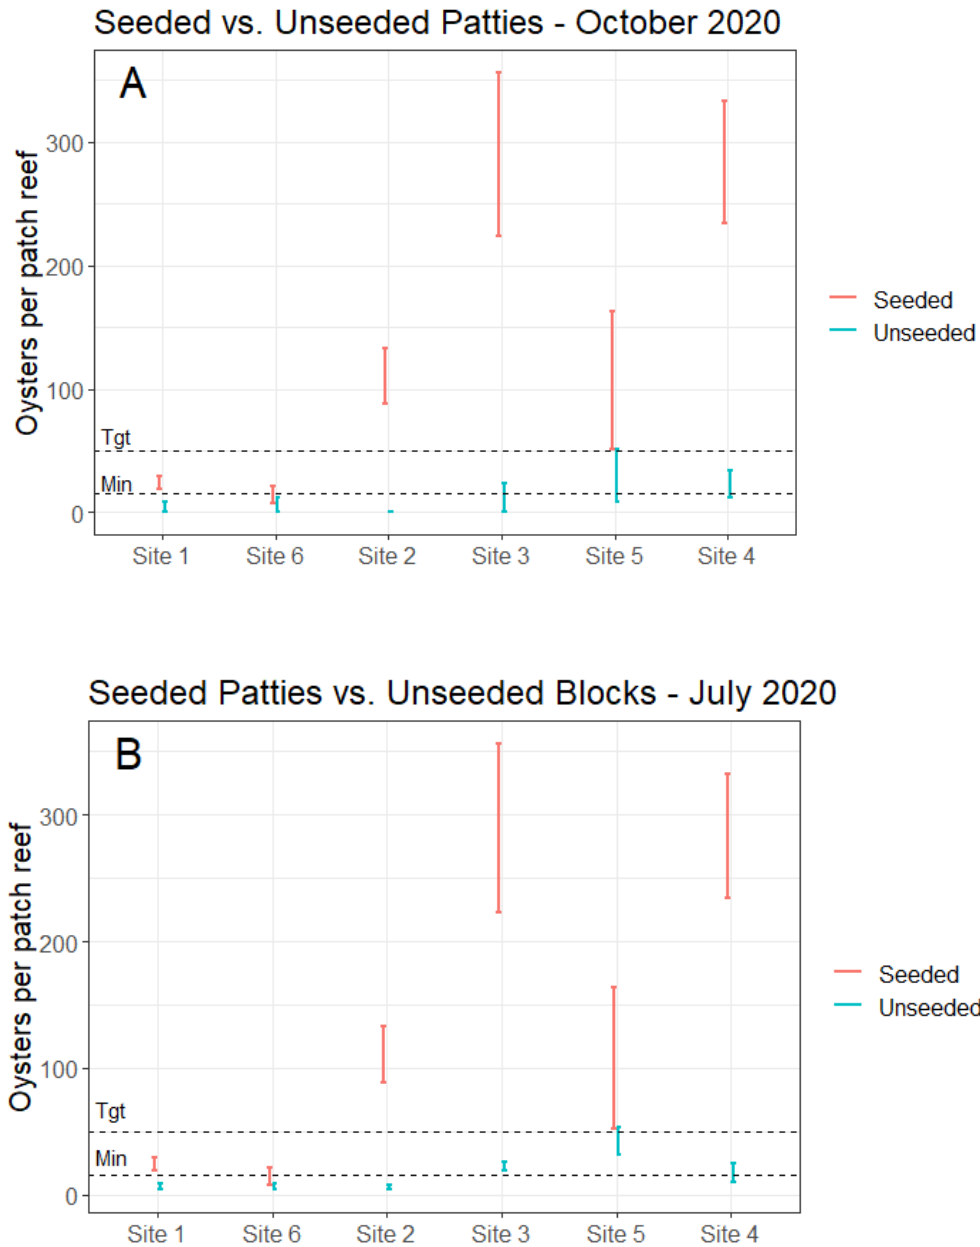 Seeded vs. Unseeded Patties - October 2020
A
Oysters per patch reef
300
200
100
0
Tgt
Min
Site 1 Site 6 Site 2 Site 3 Site 5 Site 4
Seeded
Unseeded
Seeded Patties vs. Unseeded Blocks - July 2020
B
Oysters per patch reef
300
200
100
0
Tgt
Min
Site 1 Site 6 Site 2 Site 3 Site 5 Site 4
Seeded
Unseeded